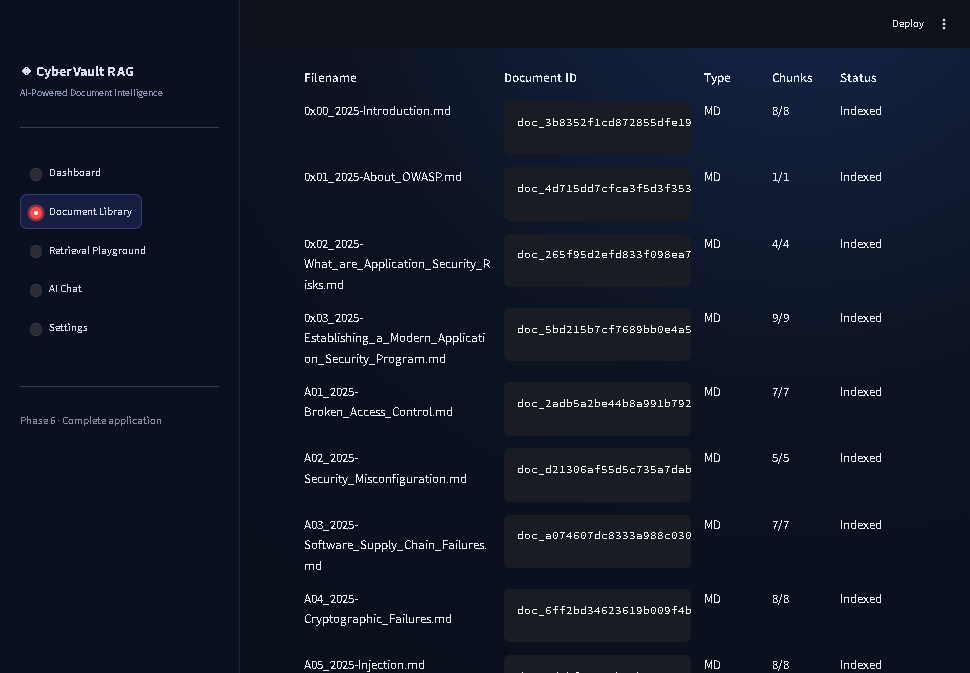 Deploy
CyberVault RAG
AI-Powered Document Intelligence
Dashboard
Document Library
Retrieval Playground
AI Chat
Settings
Phase 6 · Complete application
Filename Document ID Type Chunks Status
0x00_2025-Introduction.md doc_3b8352f1cd872855dfe19 MD 8/8 Indexed
0x01_2025-About_OWASP.md doc_4d715dd7cfca3f5d3f353 MD 1/1 Indexed
0x02_2025- doc_265f95d2efd833f098ea7 MD 4/4 Indexed
What_are_Application_Security_R
isks.md
0x03_2025- doc_5bd215b7cf7689bb0e4a5 MD 9/9 Indexed
Establishing_a_Modern_Applicati
on_Security_Program.md
A01_2025- doc_2adb5a2be44b8a991b792 MD 7/7 Indexed
Broken_Access_Control.md
A02_2025- doc_d21306af55d5c735a7dab MD 5/5 Indexed
Security_Misconfiguration.md
A03_2025- doc_a074607dc8333a988c030 MD 7/7 Indexed
Software_Supply_Chain_Failures.
md
A04_2025- doc_6ff2bd34623619b009f4b MD 8/8 Indexed
Cryptographic_Failures.md
A05_2025-Injection.md MD 8/8 Indexed